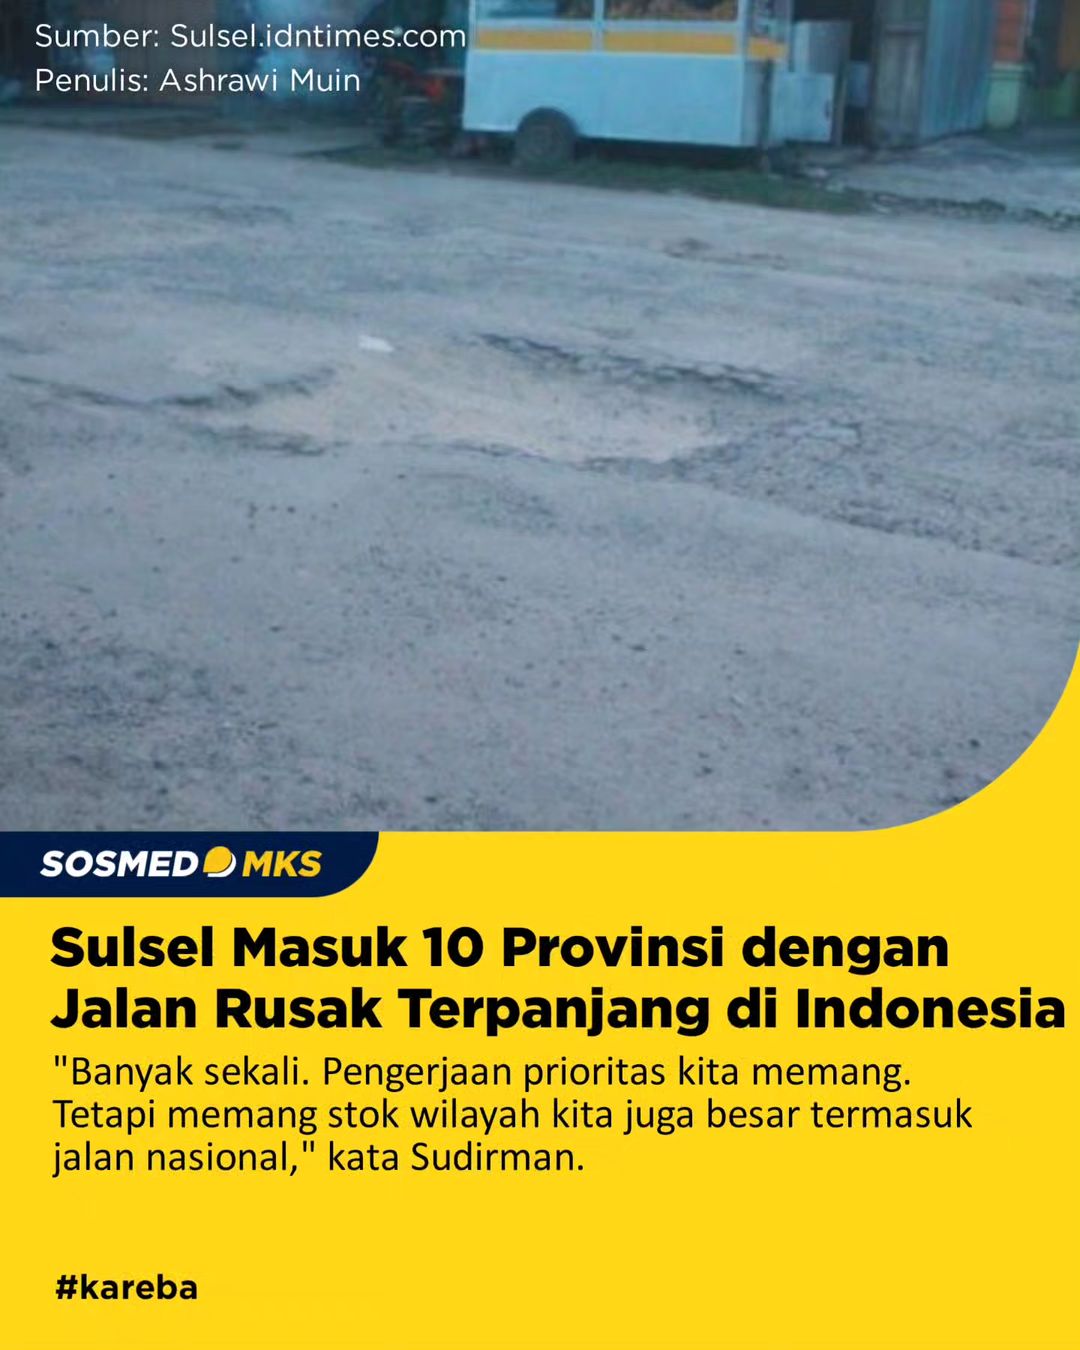 Sumber: Sulsel.idntimes.com
Penulis: Ashrawi Muin
SOSMED MKS
Sulsel Masuk 10 Provinsi dengan
Jalan Rusak Terpanjang di Indonesia
"Banyak sekali. Pengerjaan prioritas kita memang.
Tetapi memang stok wilayah kita juga besar termasuk
jalan nasional," kata Sudirman.
#kareba